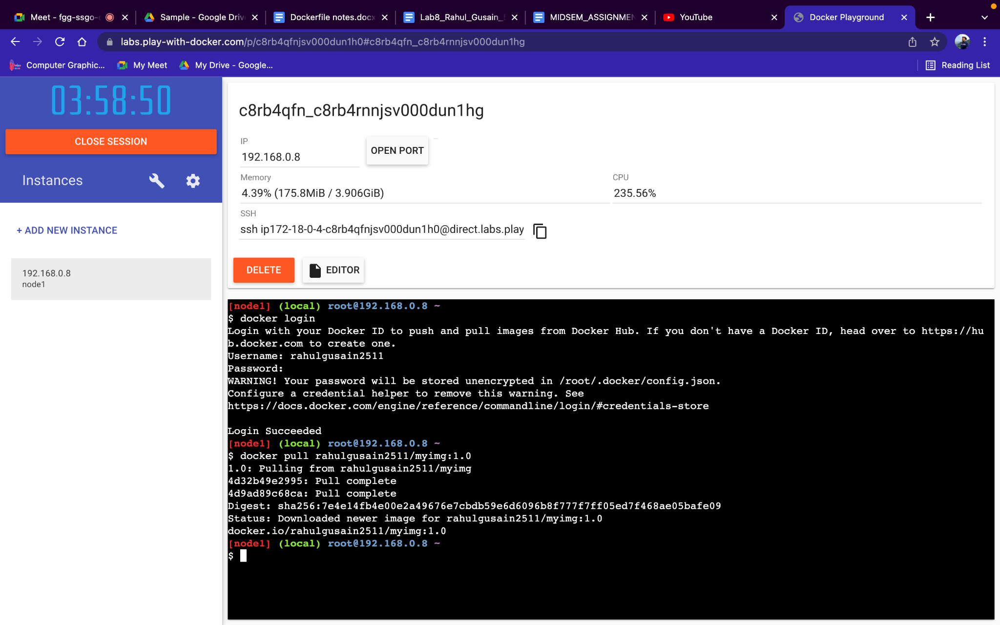 Meet - fgg-ssgo-
Sample - Google Driv
Dockerfile notes.docx
Lab8_Rahul_Gusain_
MIDSEM_ASSIGNMEN
YouTube
Docker Playground
labs.play-with-docker.com/p/c8rb4qfnjsv000dun1h0#c8rb4qfn_c8rb4rnnjsv000dun1hg
Computer Graphic...
My Meet
My Drive - Google...
Reading List
03:58:50
CLOSE SESSION
Instances
+ ADD NEW INSTANCE
192.168.0.8
node1
c8rb4qfn_c8rb4rnnjsv000dun1hg
IP
192.168.0.8
OPEN PORT
Memory
4.39% (175.8MiB / 3.906GiB)
CPU
235.56%
SSH
ssh ip172-18-0-4-c8rb4qfnjsv000dun1h0@direct.labs.play
DELETE
EDITOR
[node1] (local) root@192.168.0.8 ~
$ docker login
Login with your Docker ID to push and pull images from Docker Hub. If you don't have a Docker ID, head over to https://hu
b.docker.com to create one.
Username: rahulgusain2511
Password:
WARNING! Your password will be stored unencrypted in /root/.docker/config.json.
Configure a credential helper to remove this warning. See
https://docs.docker.com/engine/reference/commandline/login/#credentials-store
Login Succeeded
[node1] (local) root@192.168.0.8 ~
$ docker pull rahulgusain2511/myimg:1.0
1.0: Pulling from rahulgusain2511/myimg
4d32b49e2995: Pull complete
4d9ad89c68ca: Pull complete
Digest: sha256:7e4e14fb4e00e2a49676e7cbdb59e6d6096b8f777f7ff05ed7f468ae05bafe09
Status: Downloaded newer image for rahulgusain2511/myimg:1.0
docker.io/rahulgusain2511/myimg:1.0
[node1] (local) root@192.168.0.8 ~
$